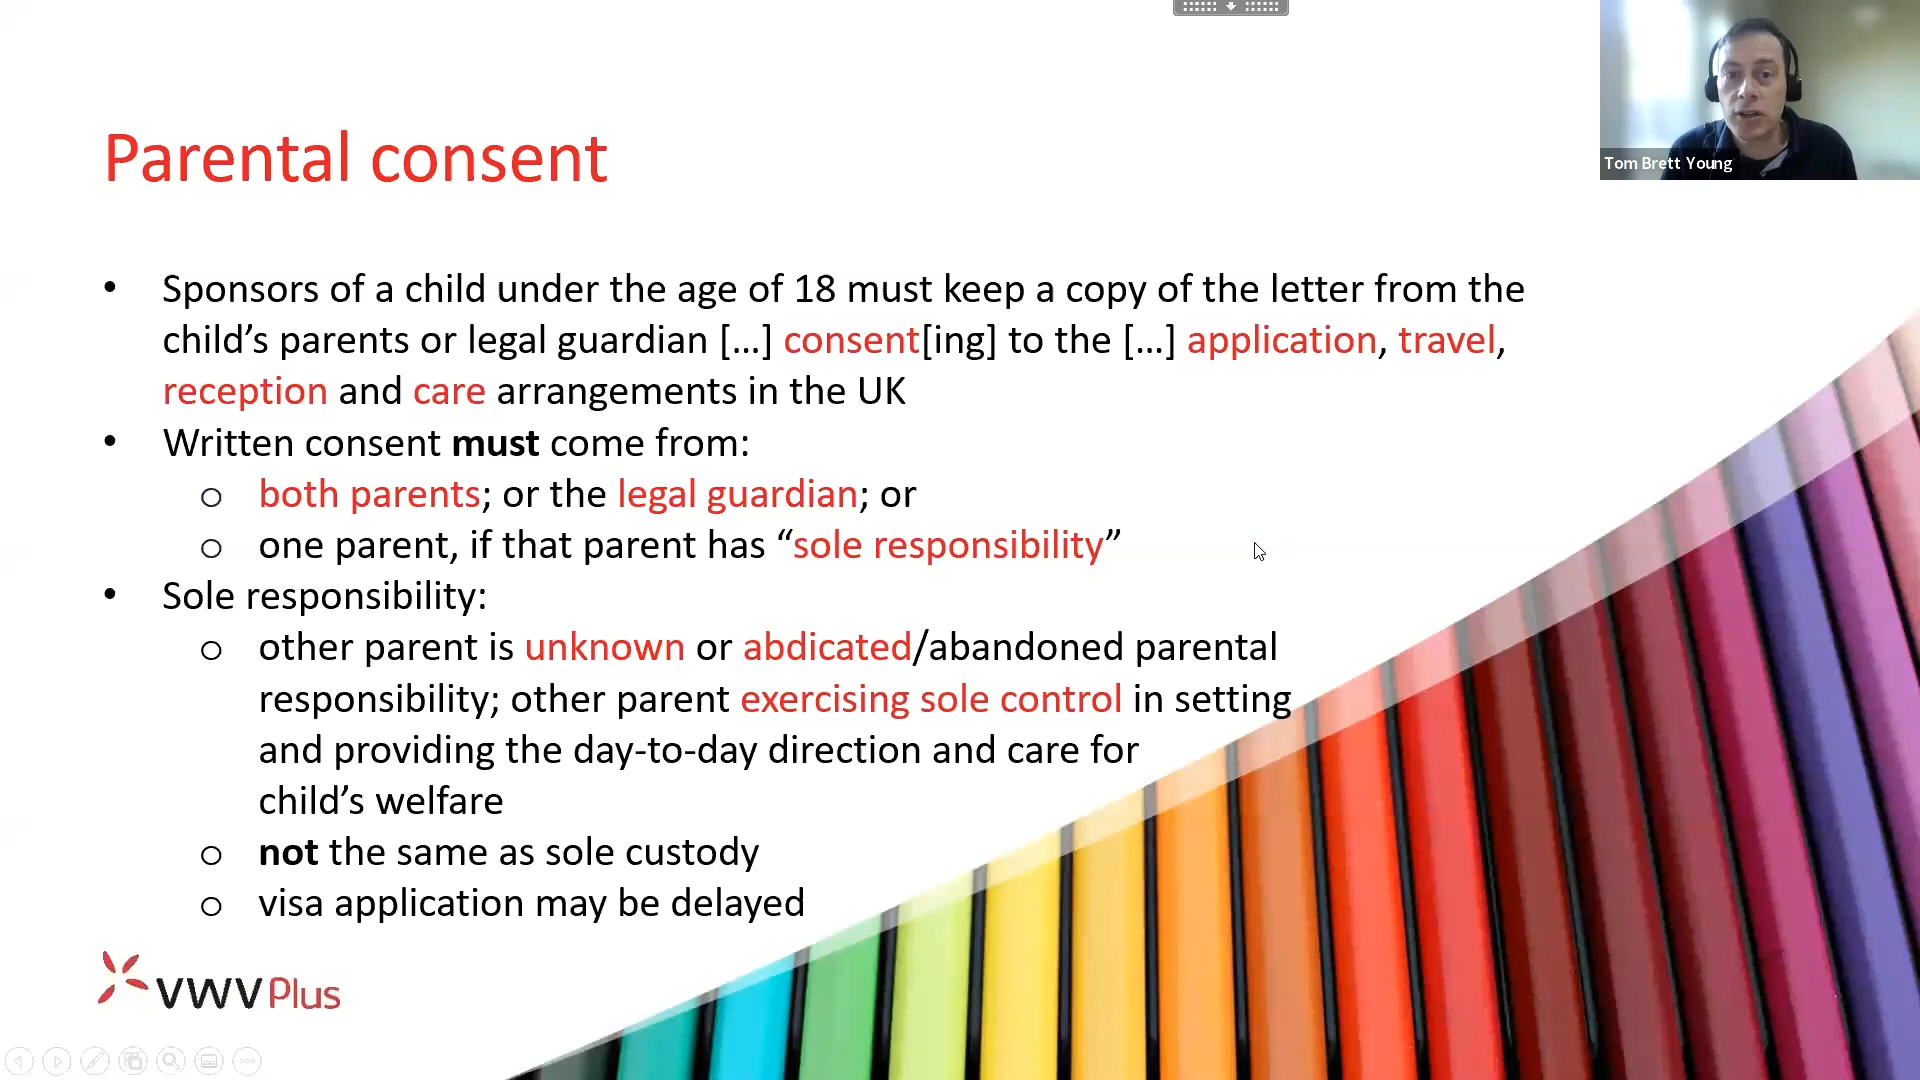 Parental consent
Tom Brett Young
• Sponsors of a child under the age of 18 must keep a copy of the letter from the
child’s parents or legal guardian […] consent[ing] to the […] application, travel,
reception and care arrangements in the UK
• Written consent must come from:
o both parents; or the legal guardian; or
o one parent, if that parent has “sole responsibility”
• Sole responsibility:
o other parent is unknown or abdicated/abandoned parental
responsibility; other parent exercising sole control in setting
and providing the day-to-day direction and care for
child’s welfare
o not the same as sole custody
o visa application may be delayed
VWV Plus